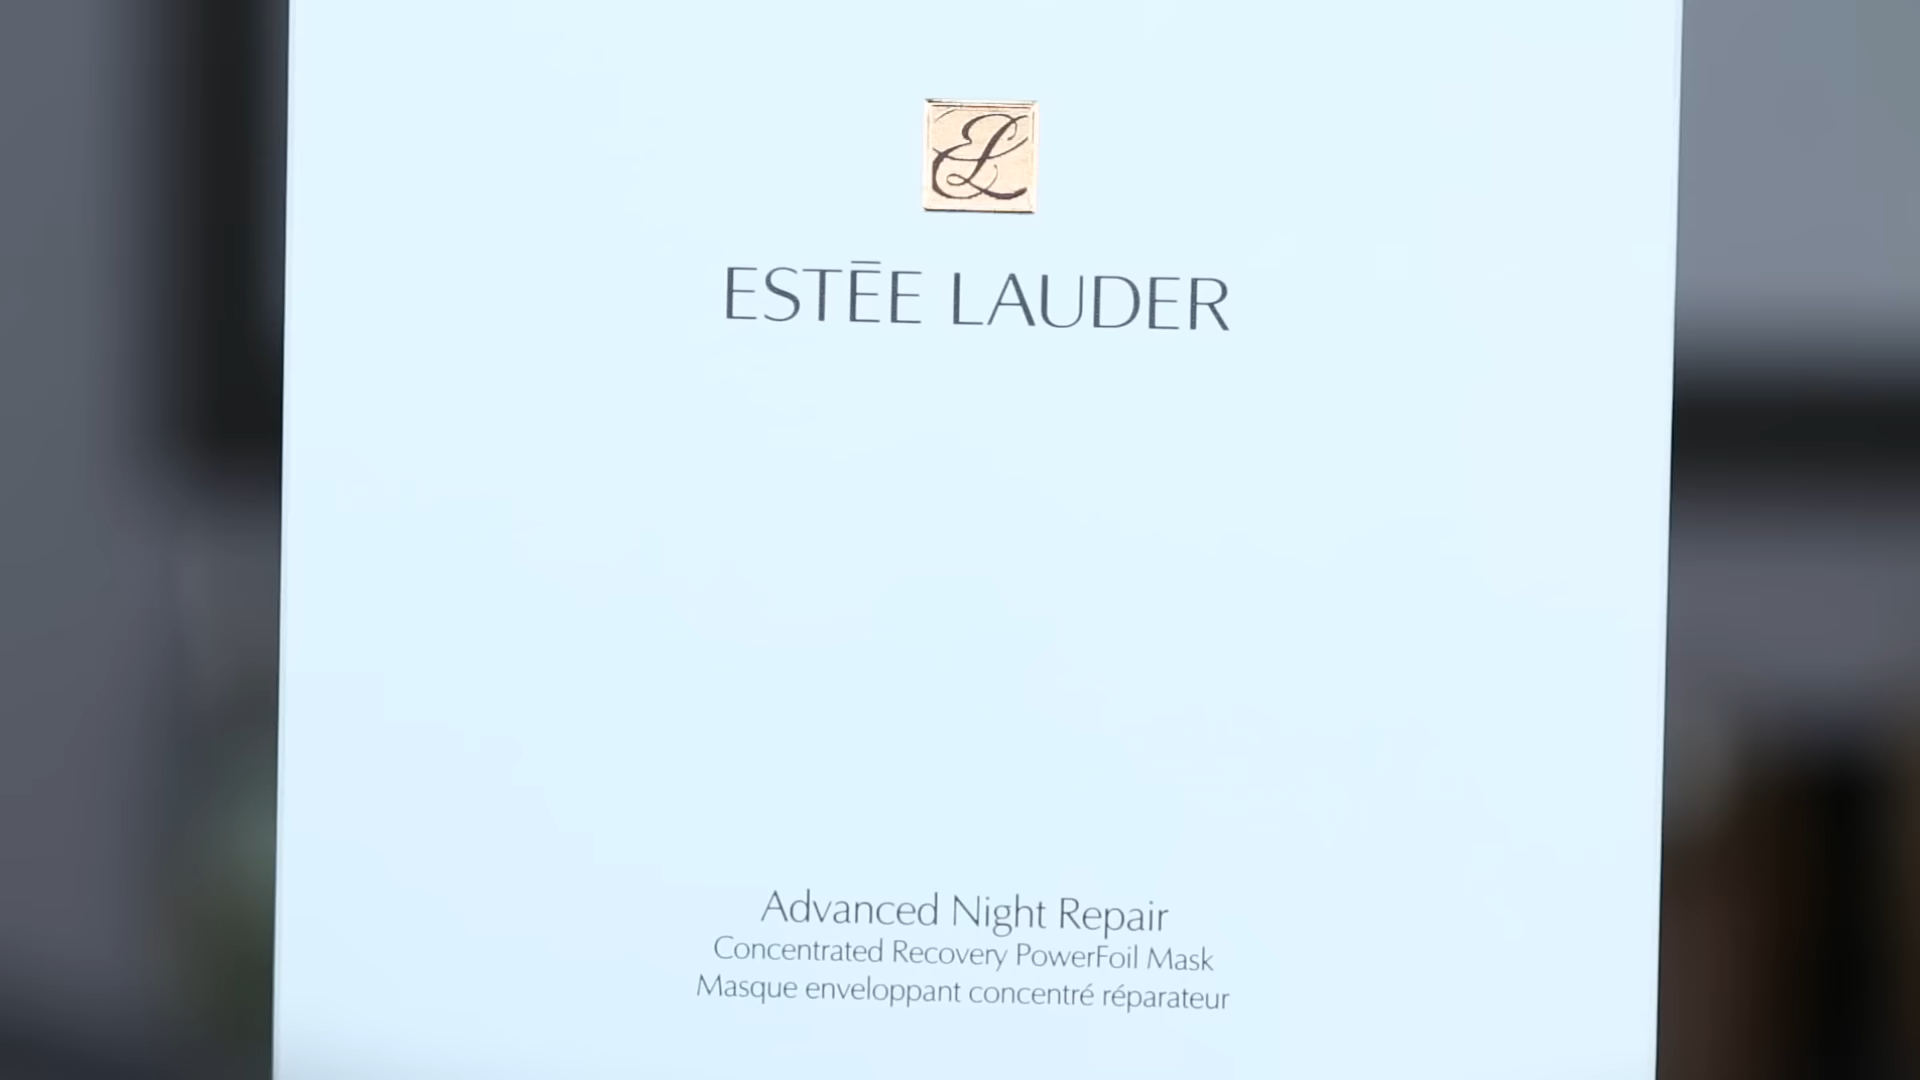 EL
ESTĒE LAUDER
Advanced Night Repair
Concentrated Recovery PowerFoil Mask
Masque enveloppant concentré réparateur